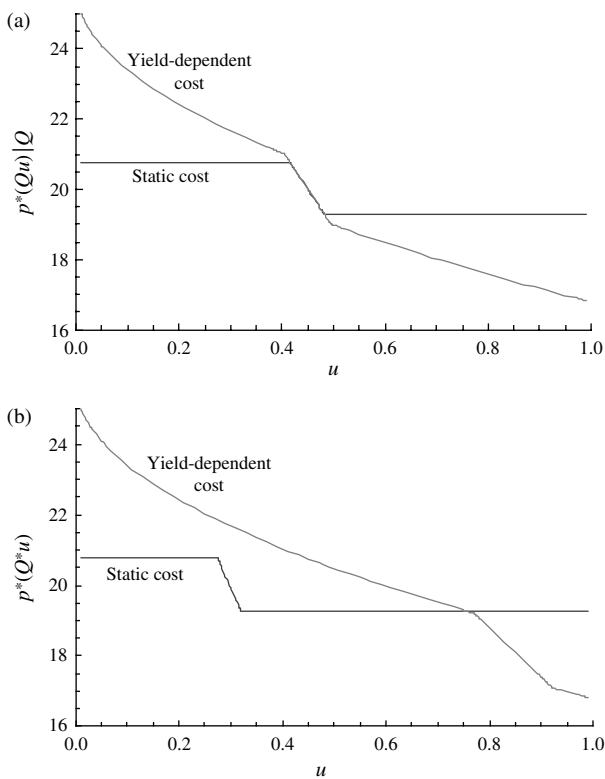 (a)
24
22
20
18
16
p*(Qu)|Q
Yield-dependent
cost
Static cost
0.0 0.2 0.4 0.6 0.8 1.0
u
(b)
24
22
20
18
16
p*(Q*u)
Yield-dependent
cost
Static cost
0.0 0.2 0.4 0.6 0.8 1.0
u